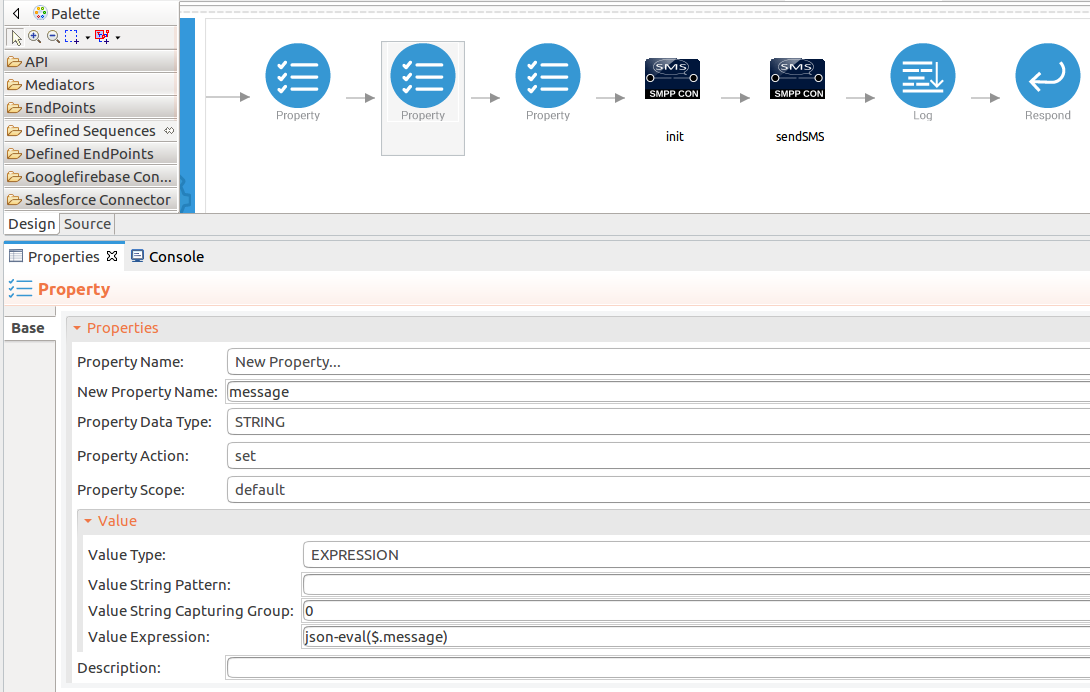 Palette
API
Mediators
EndPoints
Defined Sequences
Defined EndPoints
Googlefirebase Con...
Salesforce Connector
Property
Property
Property
SMS
SMPP CON
init
SMS
SMPP CON
sendSMS
Log
Respond
Design
Source
Properties
Console
Property
Base
Properties
Property Name: New Property...
New Property Name: message
Property Data Type: STRING
Property Action: set
Property Scope: default
Value
Value Type: EXPRESSION
Value String Pattern:
Value String Capturing Group: 0
Value Expression: json-eval($.message)
Description: